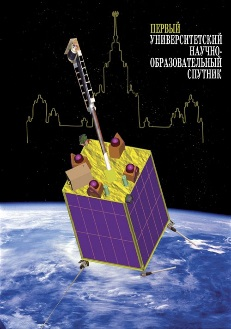 ПЕРВЫЙ
УНИВЕРСИТЕТСКИЙ
НАУЧНО-
ОБРАЗОВАТЕЛЬНЫЙ
СПУТНИК